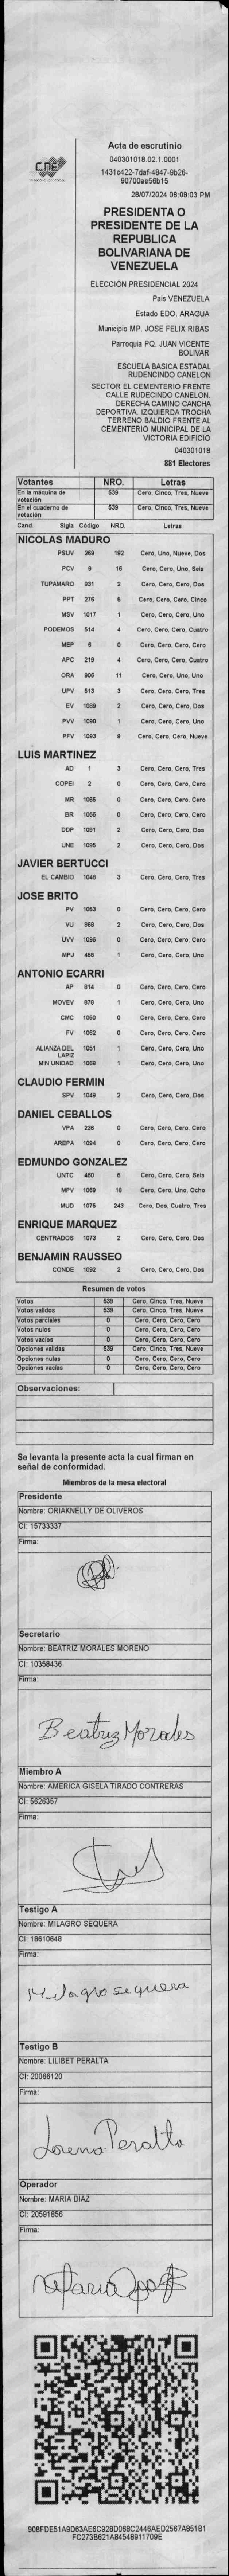 CNE
Acta de escrutinio
040301018.02.1.0001
1431c422-7daf-4847-9b26-
90700ae56b15
28/07/2024 08:08:03 PM
PRESIDENTA O
PRESIDENTE DE LA
REPUBLICA
BOLIVARIANA DE
VENEZUELA
ELECCIÓN PRESIDENCIAL 2024
País VENEZUELA
Estado EDO. ARAGUA
Municipio MP. JOSE FELIX RIBAS
Parroquia PQ. JUAN VICENTE
BOLIVAR
ESCUELA BASICA ESTADAL
RUDENCINDO CANELON
SECTOR EL CEMENTERIO FRENTE
CALLE RUDECINDO CANELON.
DERECHA CAMINO CANCHA
DEPORTIVA. IZQUIERDA TROCHA
TERRENO BALDIO FRENTE AL
CEMENTERIO MUNICIPAL DE LA
VICTORIA EDIFICIO
040301018
881 Electores
Votantes NRO. Letras
En la máquina de votación 539 Cero, Cinco, Tres, Nueve
En el cuaderno de votación 539 Cero, Cinco, Tres, Nueve
Cand. Sigla Código NRO. Letras
NICOLAS MADURO
PSUV 269 192 Cero, Uno, Nueve, Dos
PCV 9 16 Cero, Cero, Uno, Seis
TUPAMARO 931 2 Cero, Cero, Cero, Dos
PPT 276 5 Cero, Cero, Cero, Cinco
MSV 1017 1 Cero, Cero, Cero, Uno
PODEMOS 514 4 Cero, Cero, Cero, Cuatro
MEP 6 0 Cero, Cero, Cero, Cero
APC 219 4 Cero, Cero, Cero, Cuatro
ORA 906 11 Cero, Cero, Uno, Uno
UPV 513 3 Cero, Cero, Cero, Tres
EV 1089 2 Cero, Cero, Cero, Dos
PVV 1090 1 Cero, Cero, Cero, Uno
PFV 1093 9 Cero, Cero, Cero, Nueve
LUIS MARTINEZ
AD 1 3 Cero, Cero, Cero, Tres
COPEI 2 0 Cero, Cero, Cero, Cero
MR 1066 0 Cero, Cero, Cero, Cero
BR 0 Cero, Cero, Cero, Cero
DDP 1091 2 Cero, Cero, Cero, Dos
UNE 1095 2 Cero, Cero, Cero, Dos
JAVIER BERTUCCI
EL CAMBIO 1048 3 Cero, Cero, Cero, Tres
JOSE BRITO
PV 1053 0 Cero, Cero, Cero, Cero
VU 969 2 Cero, Cero, Cero, Dos
UVV 1096 0 Cero, Cero, Cero, Cero
MPJ 458 1 Cero, Cero, Cero, Uno
ANTONIO ECARRI
AP 914 0 Cero, Cero, Cero, Cero
MOVEV 879 1 Cero, Cero, Cero, Uno
CMC 1050 0 Cero, Cero, Cero, Cero
FV 1062 0 Cero, Cero, Cero, Cero
ALIANZA DEL LAPIZ 1051 1 Cero, Cero, Cero, Uno
MIN UNIDAD 1088 1 Cero, Cero, Cero, Uno
CLAUDIO FERMIN
SPV 1049 2 Cero, Cero, Cero, Dos
DANIEL CEBALLOS
VPA 236 0 Cero, Cero, Cero, Cero
AREPA 1094 0 Cero, Cero, Cero, Cero
EDMUNDO GONZALEZ
UNTC 460 6 Cero, Cero, Cero, Seis
MPV 1069 18 Cero, Cero, Uno, Ocho
MUD 1075 243 Cero, Dos, Cuatro, Tres
ENRIQUE MARQUEZ
CENTRADOS 1073 2 Cero, Cero, Cero, Dos
BENJAMIN RAUSSEO
CONDE 1092 2 Cero, Cero, Cero, Dos
Resumen de votos
Votos 539 Cero, Cinco, Tres, Nueve
Votos validos 539 Cero, Cinco, Tres, Nueve
Votos parciales 0 Cero, Cero, Cero, Cero
Votos nulos 0 Cero, Cero, Cero, Cero
Votos vacios 0 Cero, Cero, Cero, Cero
Opciones validas 539 Cero, Cinco, Tres, Nueve
Opciones nulas 0 Cero, Cero, Cero, Cero
Opciones vacias 0 Cero, Cero, Cero, Cero
Observaciones:
Se levanta la presente acta la cual firman en
señal de conformidad.
Miembros de la mesa electoral
Presidente
Nombre: ORIAKNELLY DE OLIVEROS
CI: 15733337
Firma:
Secretario
Nombre: BEATRIZ MORALES MORENO
CI: 10358436
Firma:
Beatriz Morales
Miembro A
Nombre: AMERICA GISELA TIRADO CONTRERAS
CI: 5626357
Firma:
Testigo A
Nombre: MILAGRO SEQUERA
CI: 18610648
Firma:
Milagro sequera
Testigo B
Nombre: LILIBET PERALTA
CI: 20066120
Firma:
Lorena Peralta
Operador
Nombre: MARIA DIAZ
CI: 20591856
Firma:
908FDE51A9D63AE6C928D068C2446AED2567A851B1
FC273B621A84548911709E